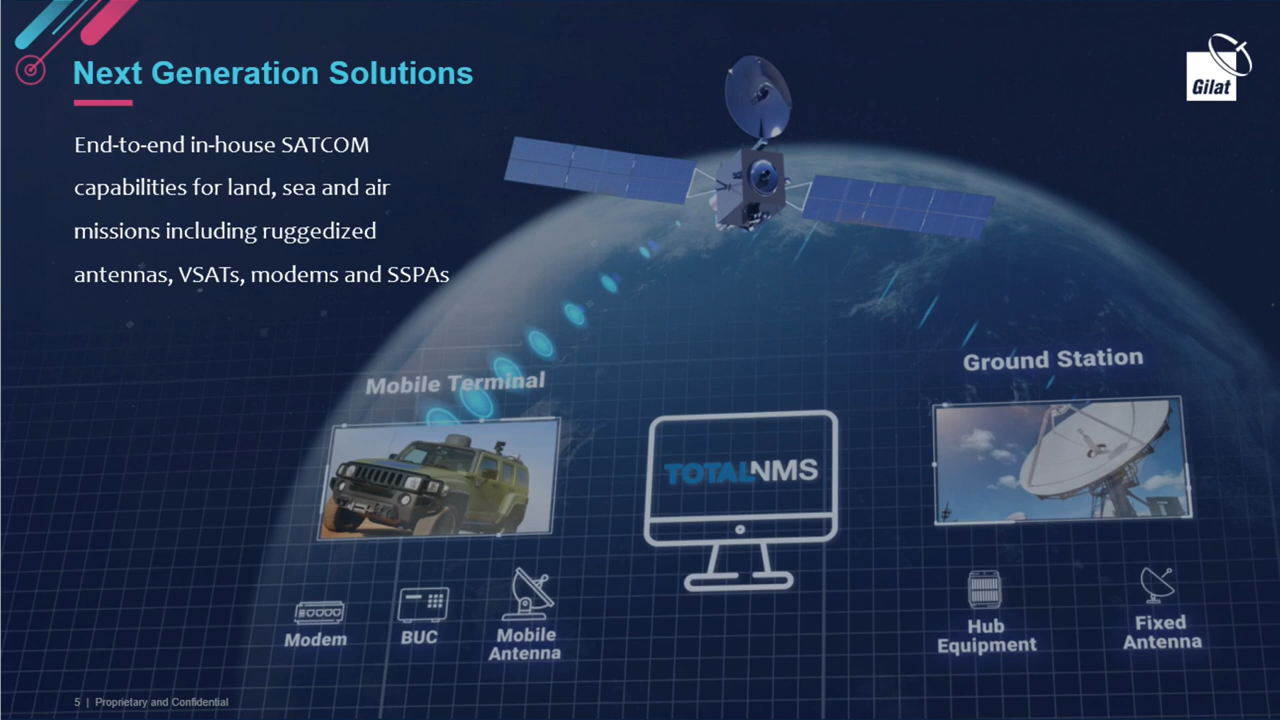 Next Generation Solutions
Gilat
End-to-end in-house SATCOM
capabilities for land, sea and air
missions including ruggedized
antennas, VSATs, modems and SSPAs
Mobile Terminal
Ground Station
TOTALNMS
Modem
BUC
Mobile
Antenna
Hub
Equipment
Fixed
Antenna
5 | Proprietary and Confidential